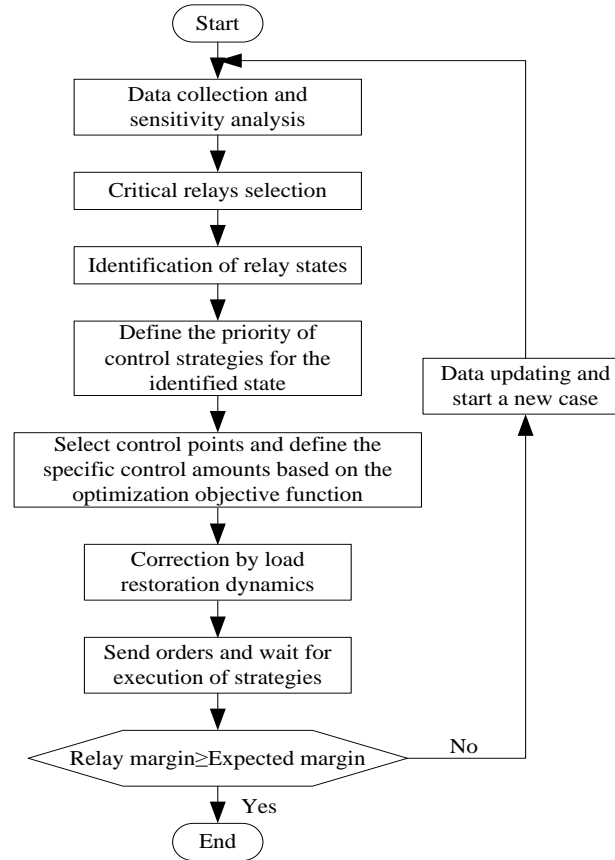 Start
Data collection and
sensitivity analysis
Critical relays selection
Identification of relay states
Define the priority of
control strategies for the
identified state
Data updating and
start a new case
Select control points and define the
specific control amounts based on the
optimization objective function
Correction by load
restoration dynamics
Send orders and wait for
execution of strategies
Relay margin≥Expected margin
No
Yes
End